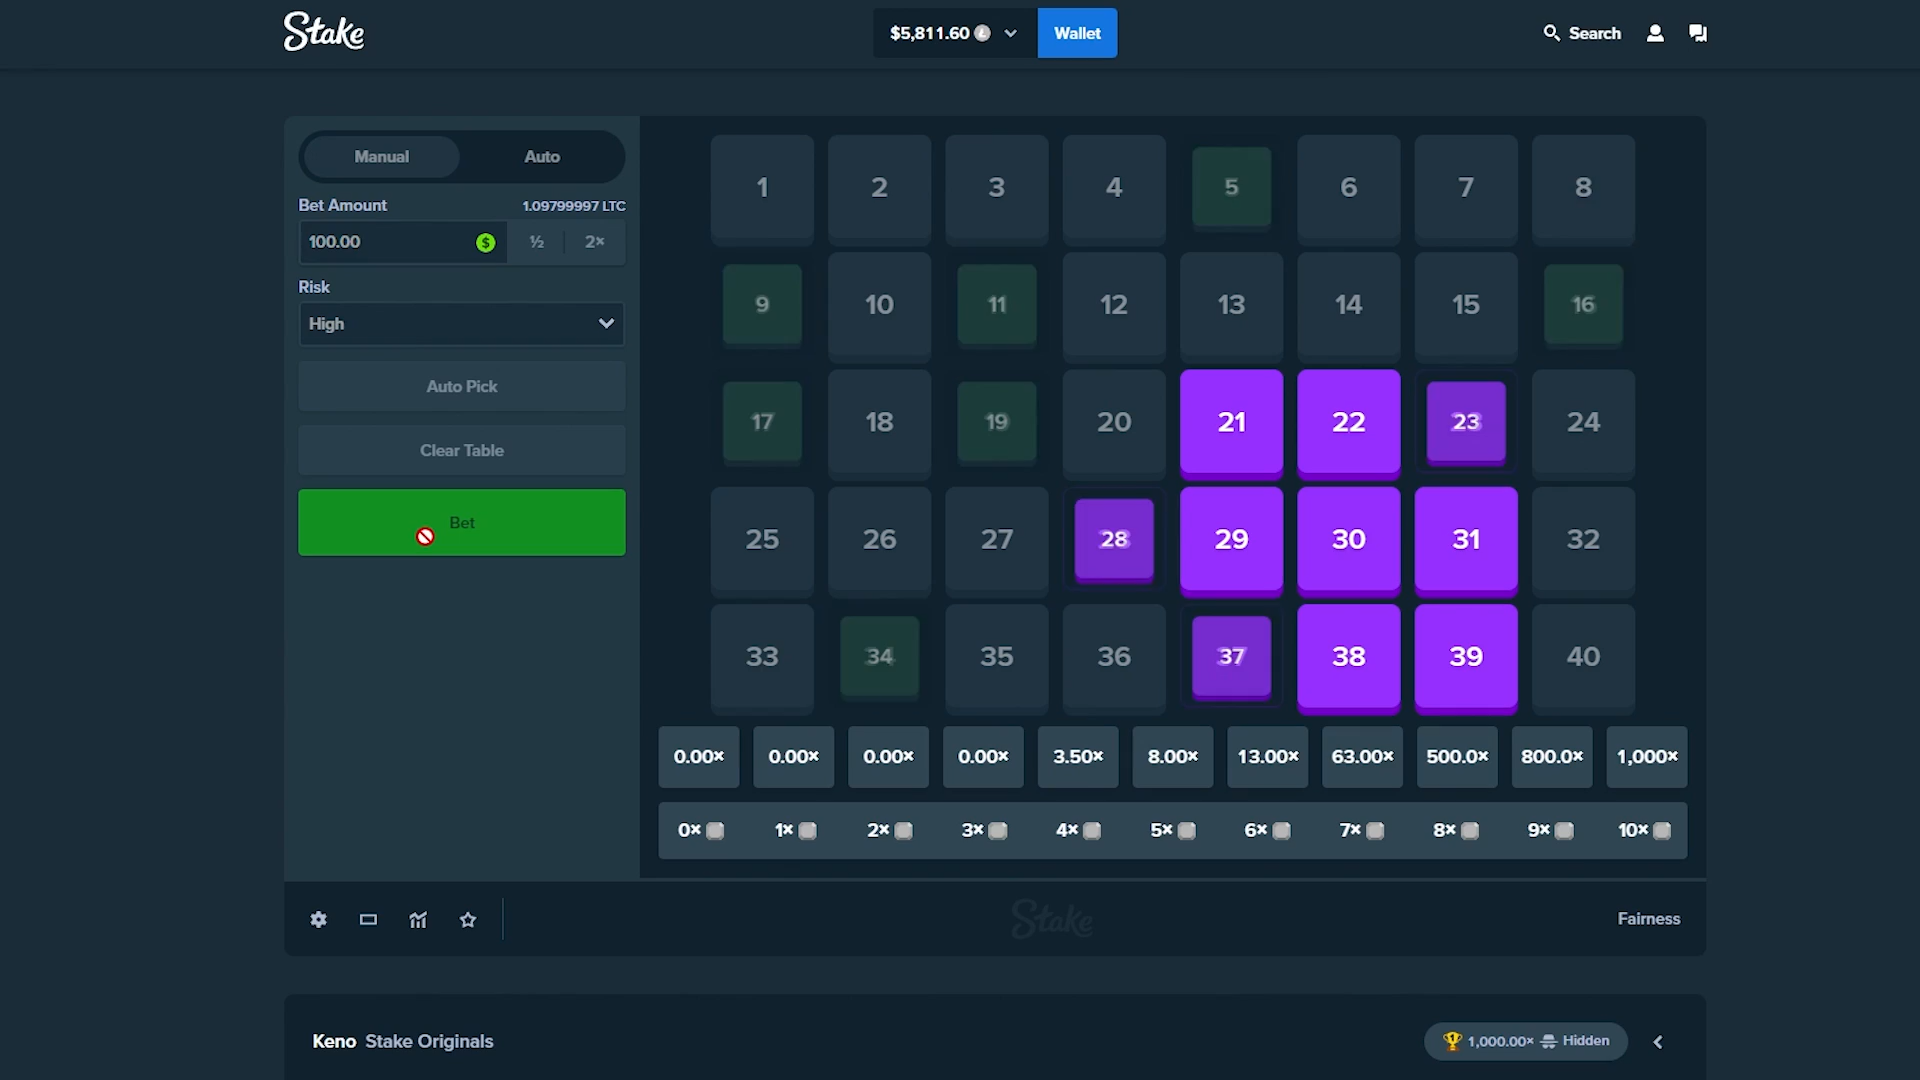 Stake
$5,811.60
Wallet
Search
Manual Auto
Bet Amount 1.09799997 LTC
100.00 $ ½ 2×
Risk
High
Auto Pick
Clear Table
Bet
1 2 3 4 5 6 7 8
9 10 11 12 13 14 15 16
17 18 19 20 21 22 23 24
25 26 27 28 29 30 31 32
33 34 35 36 37 38 39 40
0.00× 0.00× 0.00× 0.00× 3.50× 8.00× 13.00× 63.00× 500.0× 800.0× 1,000×
0× 1× 2× 3× 4× 5× 6× 7× 8× 9× 10×
Stake
Fairness
Keno Stake Originals
1,000.00× Hidden